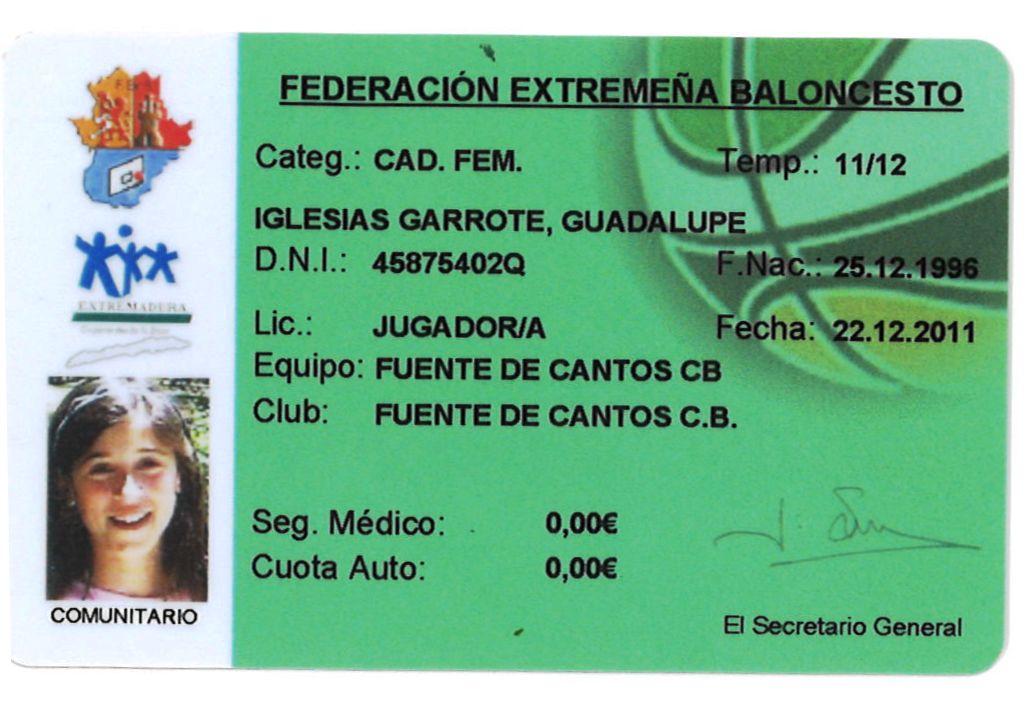 FEDERACIÓN EXTREMEÑA BALONCESTO
Categ.: CAD. FEM. Temp.: 11/12
IGLESIAS GARROTE, GUADALUPE
D.N.I.: 45875402Q F.Nac.: 25.12.1996
Lic.: JUGADOR/A Fecha: 22.12.2011
Equipo: FUENTE DE CANTOS CB
Club: FUENTE DE CANTOS C.B.
Seg. Médico: 0,00€
Cuota Auto: 0,00€
El Secretario General
EXTREMADURA
COMUNITARIO